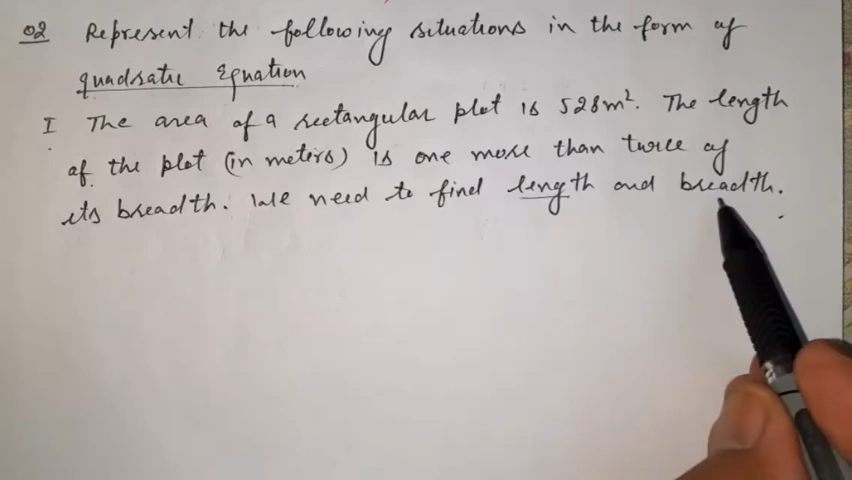 Q2 Represent the following situations in the form of
quadratic Equation
I The area of a rectangular plot is 528m². The length
of the plot (in meters) is one more than twice of
its breadth. We need to find length and breadth.